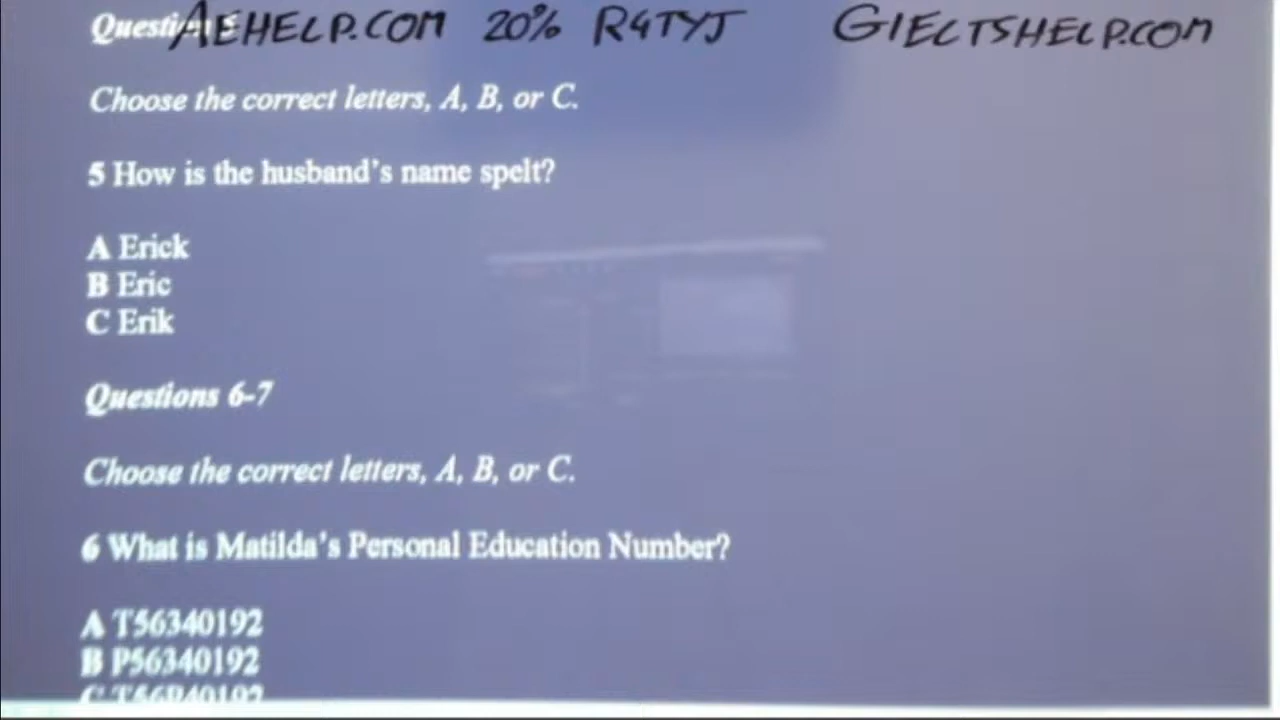 Question 5
AEHELP.COM 20% R4TYJ GIELTSHELP.COM
Choose the correct letters, A, B, or C.
5 How is the husband's name spelt?
A Erick
B Eric
C Erik
Questions 6-7
Choose the correct letters, A, B, or C.
6 What is Matilda's Personal Education Number?
A T56340192
B P56340192